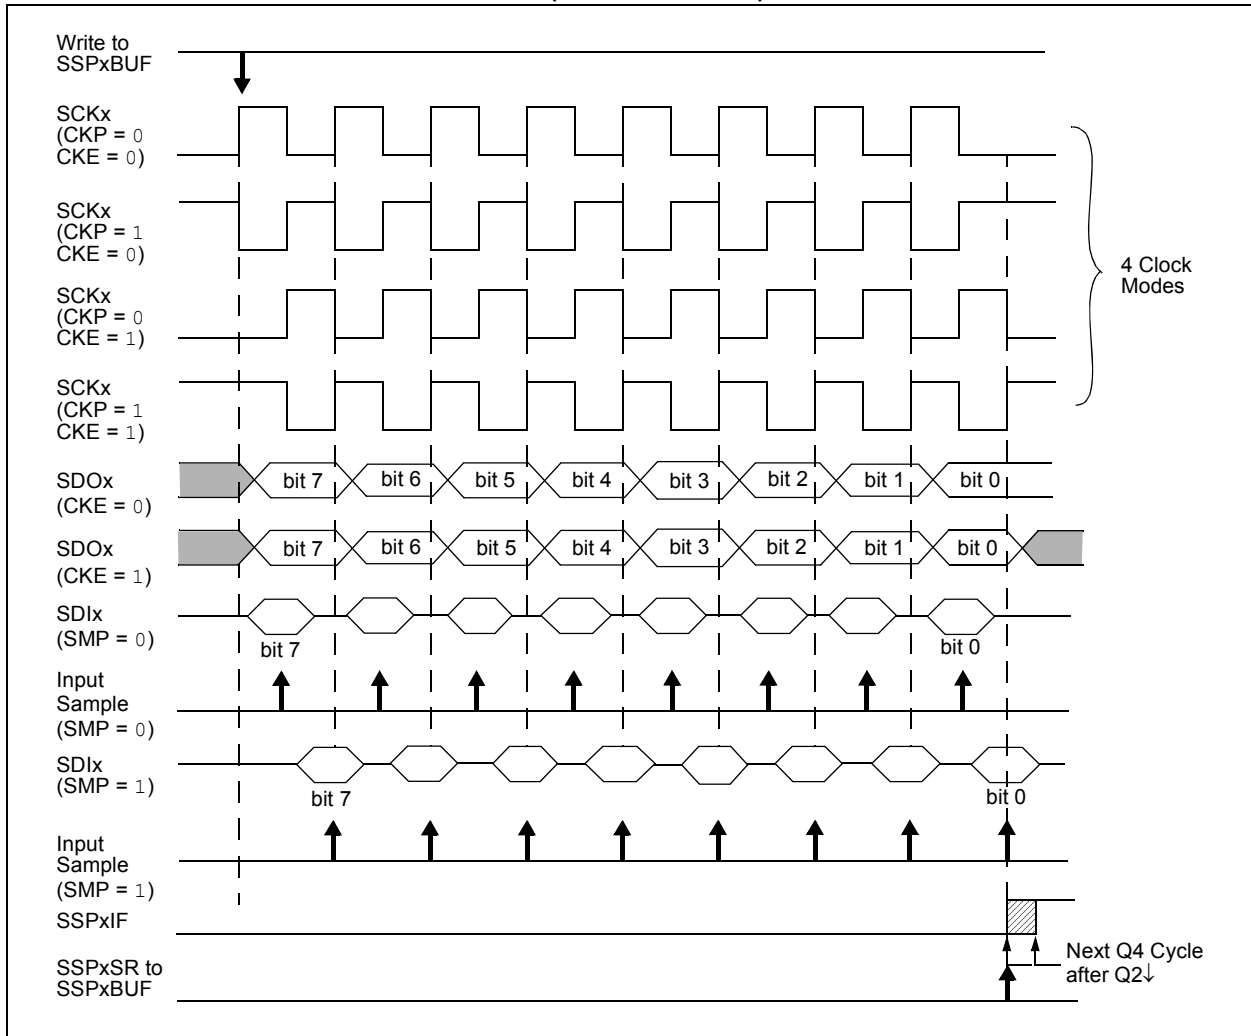 Write to
SSPxBUF
SCKx
(CKP = 0
CKE = 0)
SCKx
(CKP = 1
CKE = 0)
4 Clock
Modes
SCKx
(CKP = 0
CKE = 1)
SCKx
(CKP = 1
CKE = 1)
SDOx
(CKE = 0)
bit 7 bit 6 bit 5 bit 4 bit 3 bit 2 bit 1 bit 0
SDOx
(CKE = 1)
bit 7 bit 6 bit 5 bit 4 bit 3 bit 2 bit 1 bit 0
SDIx
(SMP = 0)
bit 7 bit 0
Input
Sample
(SMP = 0)
SDIx
(SMP = 1)
bit 7 bit 0
Input
Sample
(SMP = 1)
SSPxIF
Next Q4 Cycle
after Q2↓
SSPxSR to
SSPxBUF